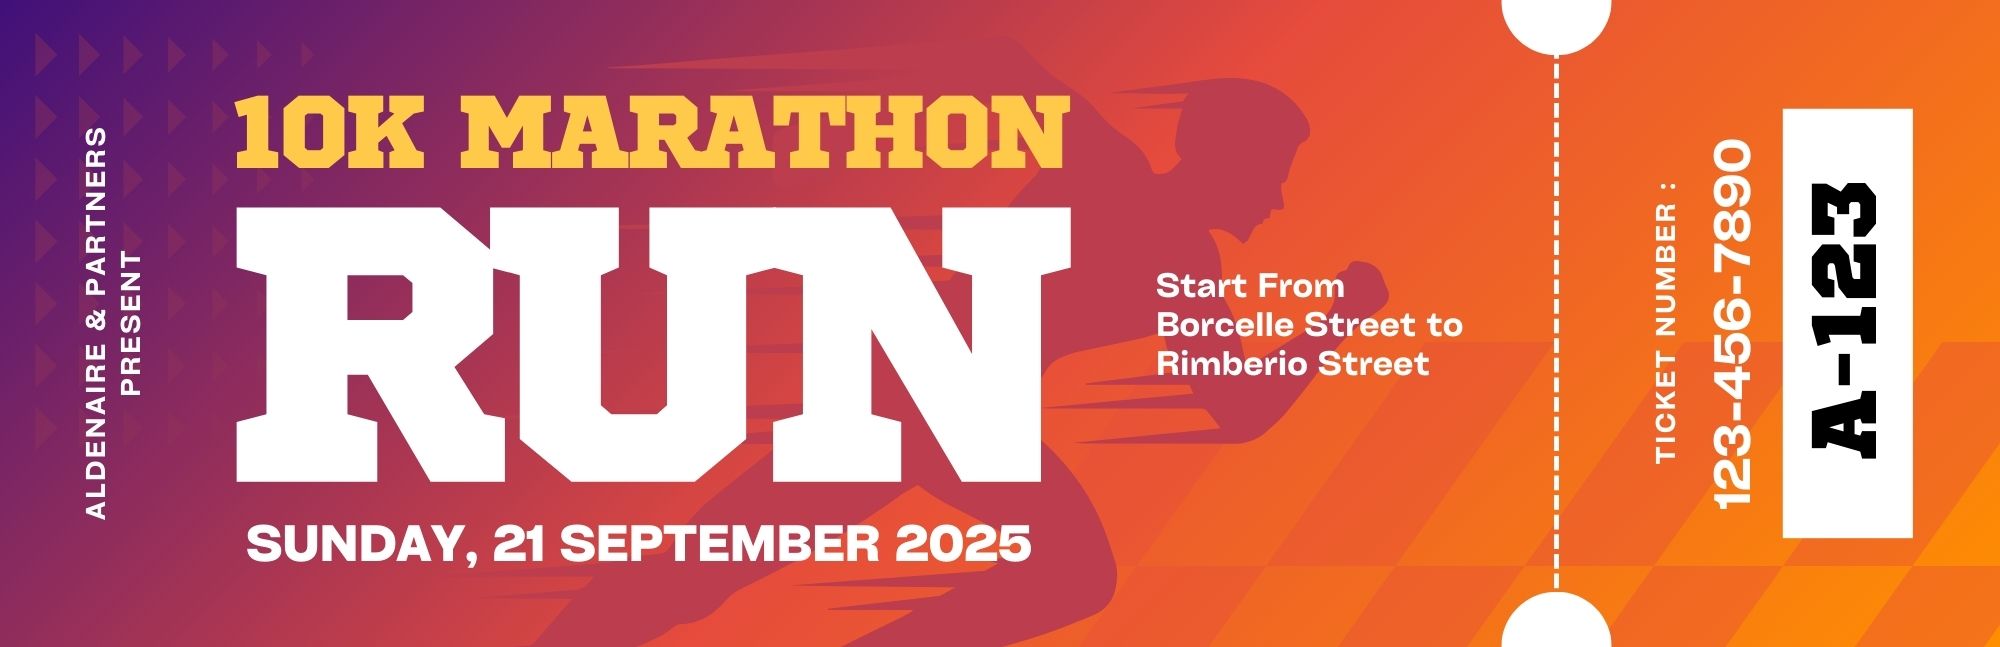 ALDENAIRE & PARTNERS
PRESENT
10K MARATHON
RUN
SUNDAY, 21 SEPTEMBER 2025
Start From
Borcelle Street to
Rimberio Street
TICKET NUMBER :
123-456-7890
A-123